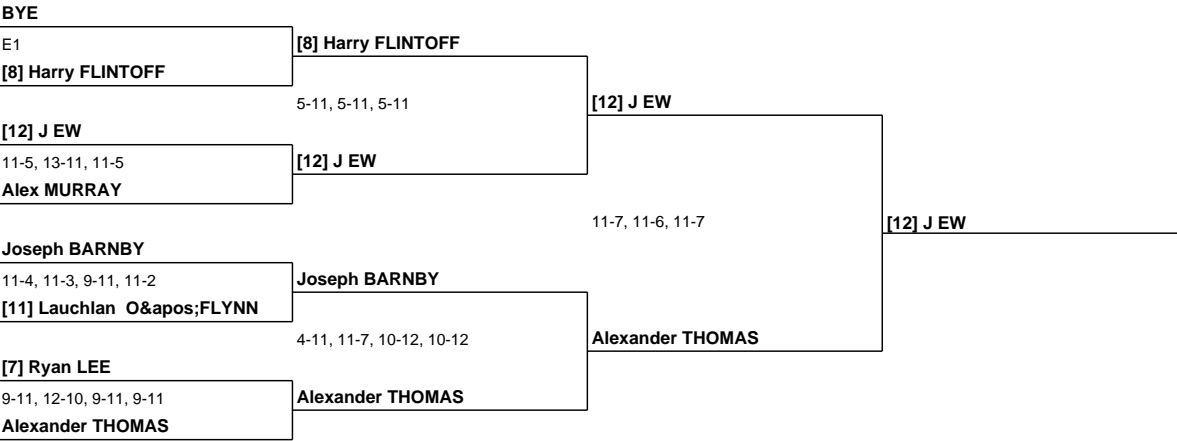 BYE
E1
[8] Harry FLINTOFF
[8] Harry FLINTOFF
5-11, 5-11, 5-11
[12] J EW
[12] J EW
11-5, 13-11, 11-5
[12] J EW
Alex MURRAY
11-7, 11-6, 11-7
[12] J EW
Joseph BARNBY
11-4, 11-3, 9-11, 11-2
Joseph BARNBY
[11] Lauchlan O&apos;FLYNN
4-11, 11-7, 10-12, 10-12
Alexander THOMAS
[7] Ryan LEE
9-11, 12-10, 9-11, 9-11
Alexander THOMAS
Alexander THOMAS